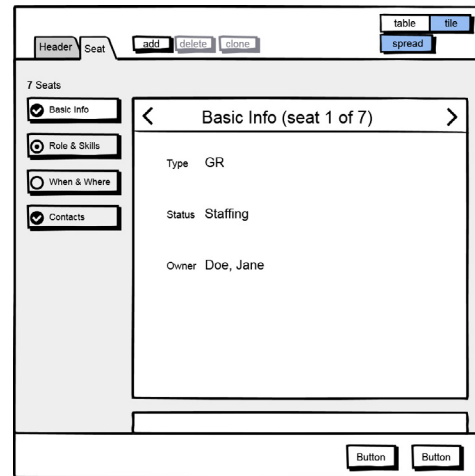 table tile
Header Seat add delete clone spread
7 Seats
Basic Info
Basic Info (seat 1 of 7)
Role & Skills
Type GR
When & Where
Status Staffing
Contacts
Owner Doe, Jane
Button Button